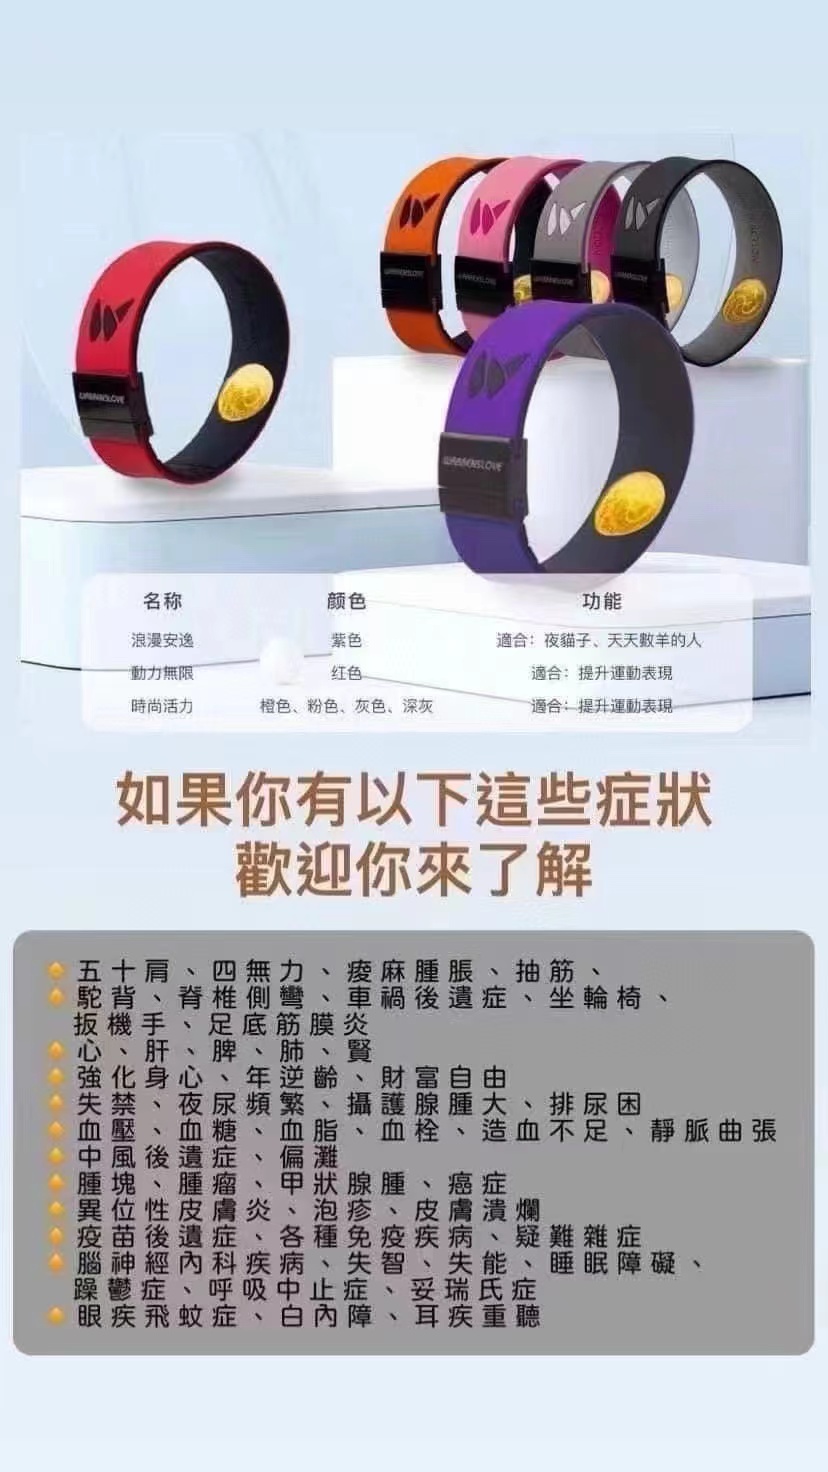 WARRENSLOVE
WARRENSLOVE
名称 颜色 功能
浪漫安逸 紫色 適合：夜貓子、天天數羊的人
動力無限 红色 適合：提升運動表現
時尚活力 橙色、粉色、灰色、深灰 適合：提升運動表現
如果你有以下這些症狀
歡迎你來了解
五十肩、四無力、痠麻腫脹、抽筋、
駝背、脊椎側彎、車禍後遺症、坐輪椅、
扳機手、足底筋膜炎
心、肝、脾、肺、賢
強化身心、年逆齡、財富自由
失禁、夜尿頻繁、攝護腺腫大、排尿困
血壓、血糖、血脂、血栓、造血不足、靜脈曲張
中風後遺症、偏灘
腫塊、腫瘤、甲狀腺腫、癌症
異位性皮膚炎、泡疹、皮膚潰爛
疫苗後遺症、各種免疫疾病、疑難雜症
腦神經內科疾病、失智、失能、睡眠障礙、
躁鬱症、呼吸中止症、妥瑞氏症
眼疾飛蚊症、白內障、耳疾重聽